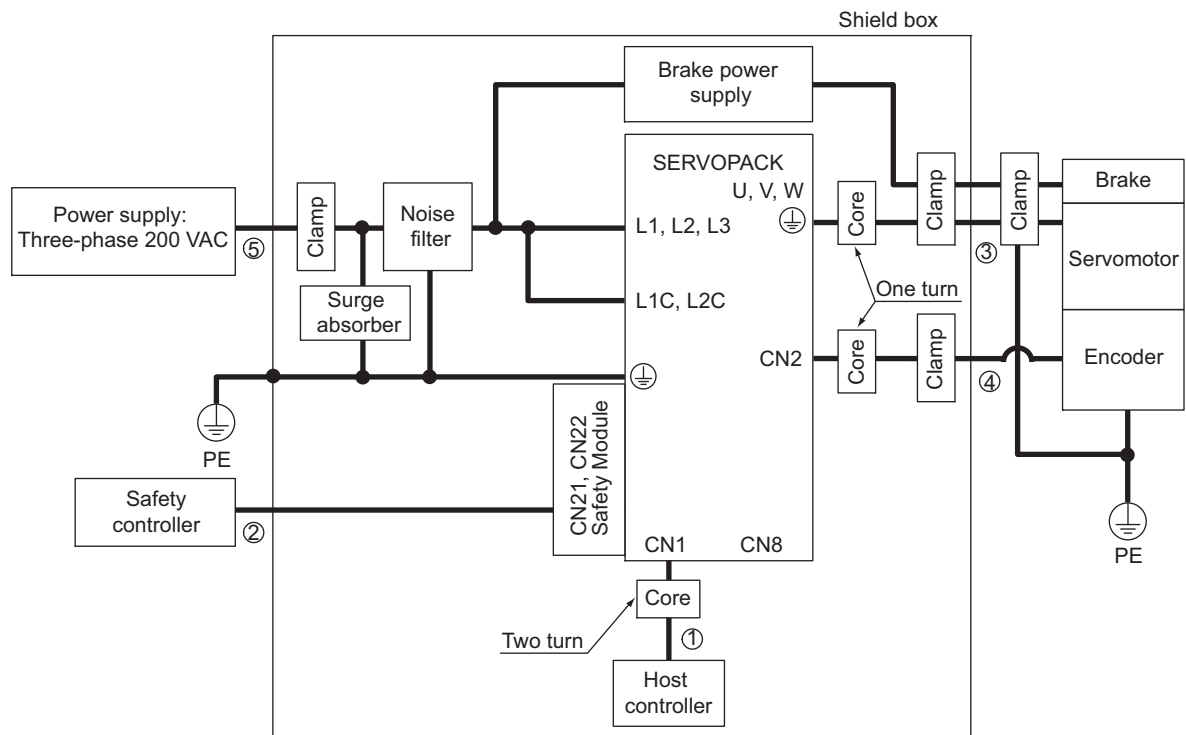 Shield box
Brake power
supply
SERVOPACK
U, V, W
L1, L2, L3
L1C, L2C
CN2
CN21, CN22
Safety Module
CN1
CN8
Power supply:
Three-phase 200 VAC
⑤
Clamp
Noise
filter
Surge
absorber
PE
Safety
controller
②
Core
Clamp
Clamp
③
Brake
Servomotor
Encoder
One turn
Core
Clamp
④
PE
Core
Two turn
①
Host
controller